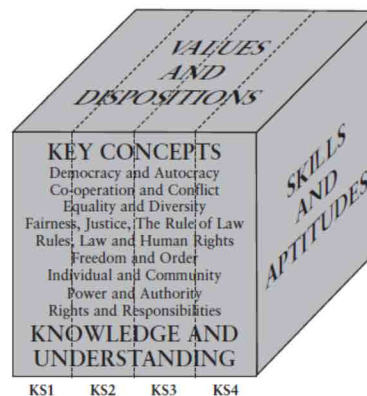 VALUES
AND
DISPOSITIONS
KEY CONCEPTS
Democracy and Autocracy
Co-operation and Conflict
Equality and Diversity
Fairness, Justice, The Rule of Law
Rules, Law and Human Rights
Freedom and Order
Individual and Community
Power and Authority
Rights and Responsibilities
KNOWLEDGE AND
UNDERSTANDING
SKILLS
AND
APTITUDES
KS1 KS2 KS3 KS4